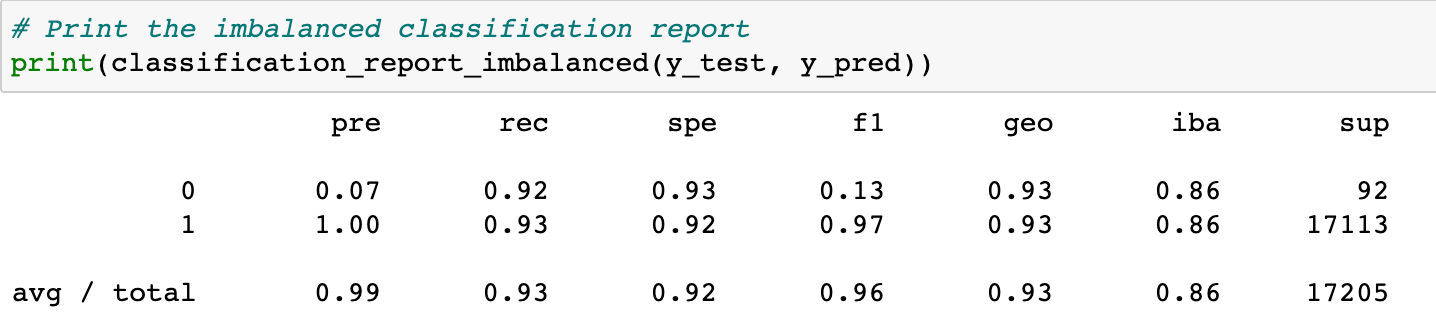 # Print the imbalanced classification report
print(classification_report_imbalanced(y_test, y_pred))
pre rec spe f1 geo iba sup
0 0.07 0.92 0.93 0.13 0.93 0.86 92
1 1.00 0.93 0.92 0.97 0.93 0.86 17113
avg / total 0.99 0.93 0.92 0.96 0.93 0.86 17205